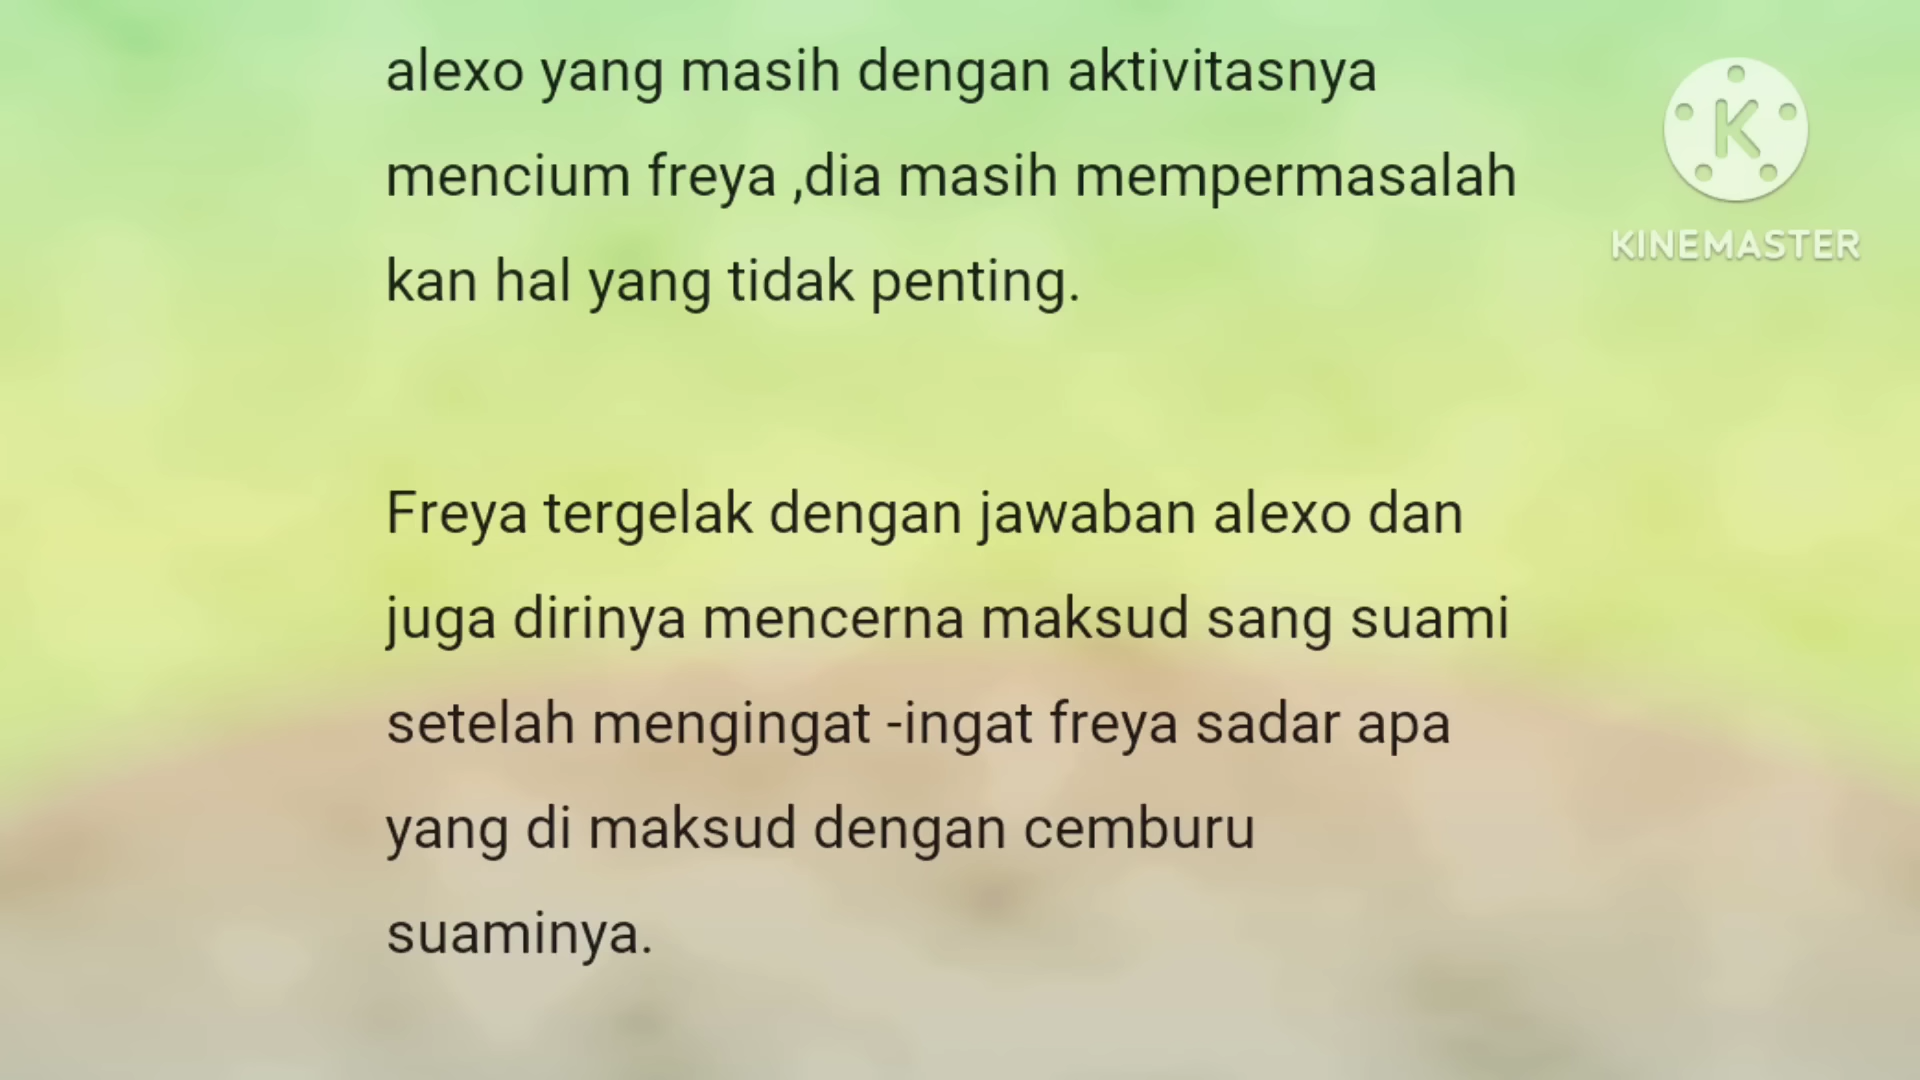 alexo yang masih dengan aktivitasnya
mencium freya ,dia masih mempermasalah
kan hal yang tidak penting.
Freya tergelak dengan jawaban alexo dan
juga dirinya mencerna maksud sang suami
setelah mengingat -ingat freya sadar apa
yang di maksud dengan cemburu
suaminya.
K
KINEMASTER